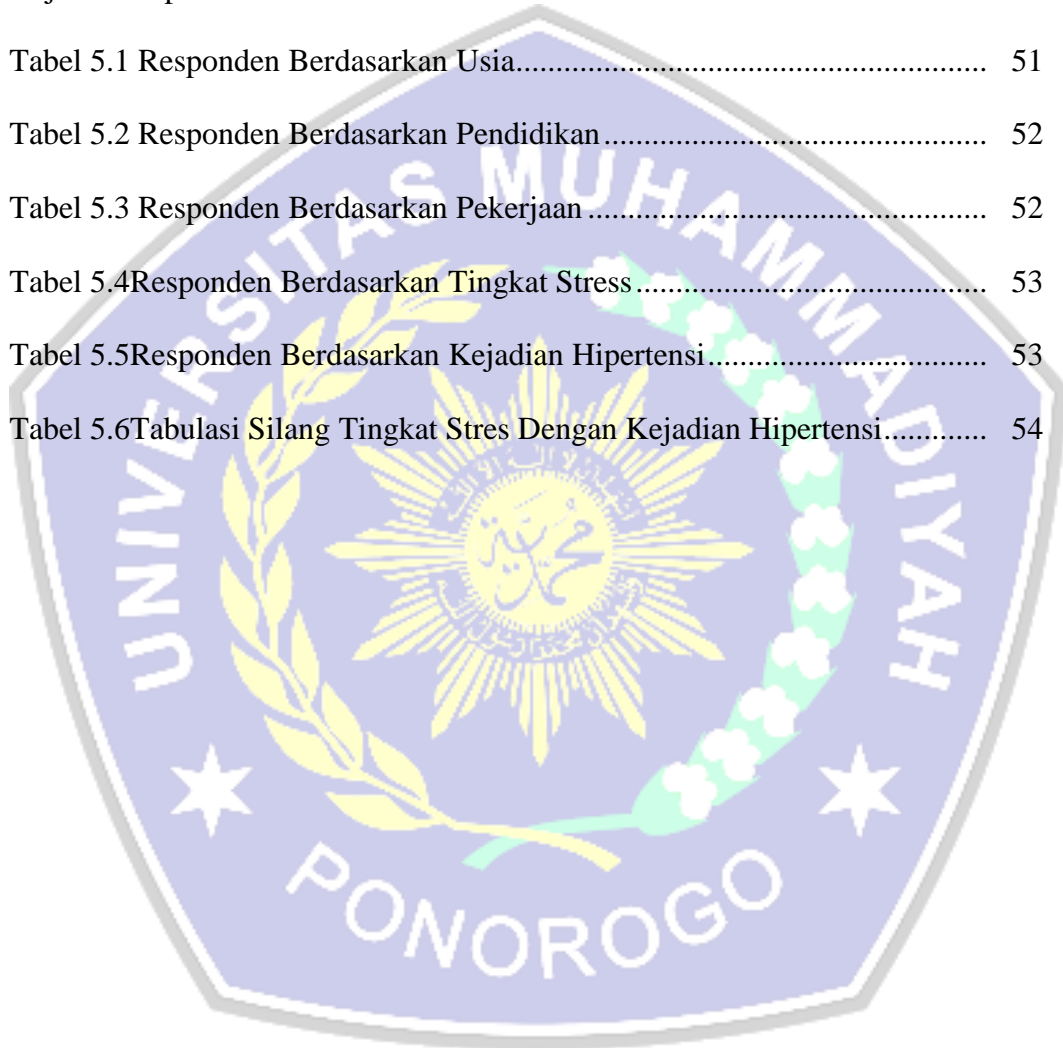 Tabel 5.1 Responden Berdasarkan Usia........................................................... 51
Tabel 5.2 Responden Berdasarkan Pendidikan................................................ 52
Tabel 5.3 Responden Berdasarkan Pekerjaan.................................................. 52
Tabel 5.4Responden Berdasarkan Tingkat Stress............................................ 53
Tabel 5.5Responden Berdasarkan Kejadian Hipertensi................................... 53
Tabel 5.6Tabulasi Silang Tingkat Stres Dengan Kejadian Hipertensi............. 54
UNIVERSITAS MUHAMMADIYAH
PONOROGO
محمدية